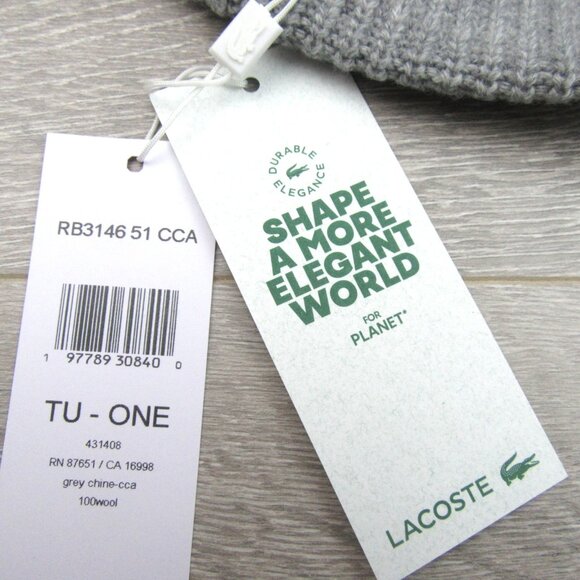 RB3146 51 CCA
1 97789 30840 0
TU - ONE
431408
RN 87651 / CA 16998
grey chine-cca
100wool
DURABLE
ELEGANCE
SHAPE
A MORE
ELEGANT
WORLD
FOR
PLANET*
LACOSTE